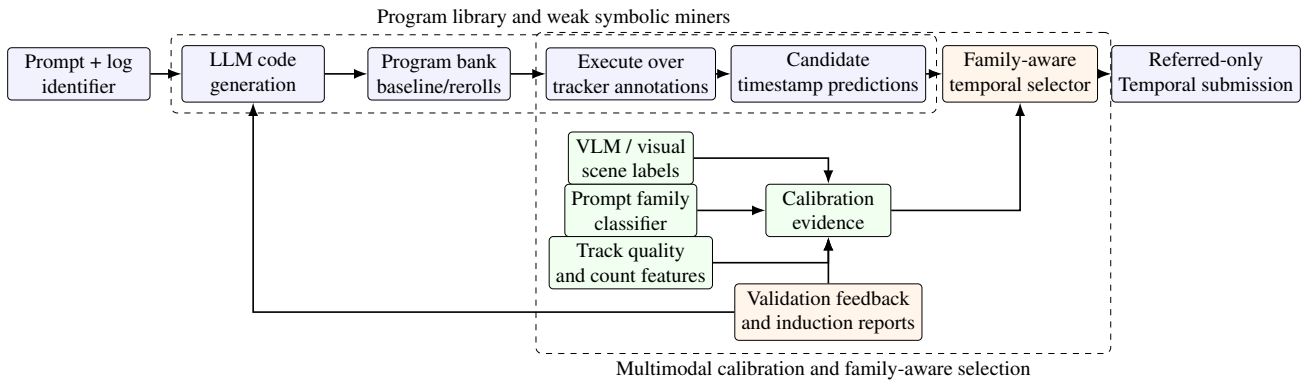 Program library and weak symbolic miners
Prompt + log
identifier
LLM code
generation
Program bank
baseline/rerolls
Execute over
tracker annotations
Candidate
timestamp predictions
Family-aware
temporal selector
Referred-only
Temporal submission
VLM / visual
scene labels
Prompt family
classifier
Track quality
and count features
Calibration
evidence
Validation feedback
and induction reports
Multimodal calibration and family-aware selection